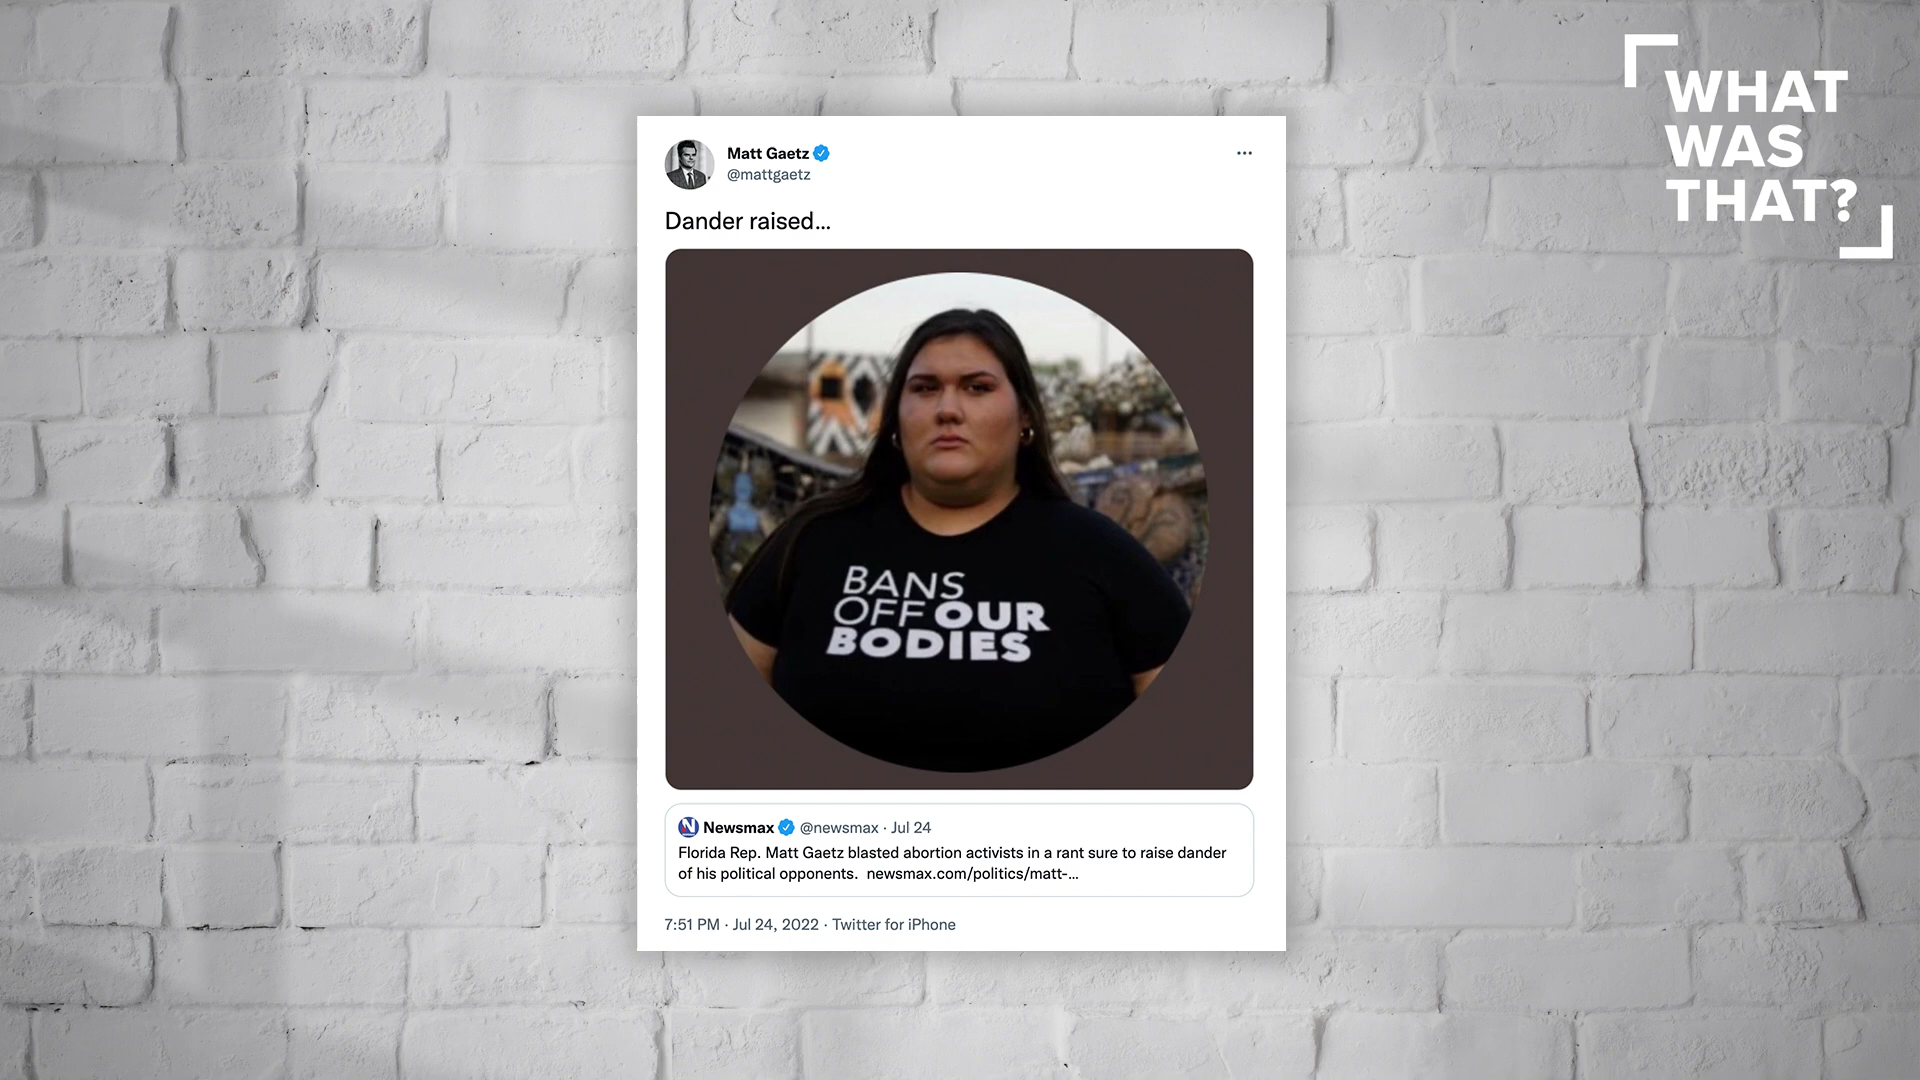 WHAT
WAS
THAT?
Matt Gaetz
@mattgaetz
Dander raised...
BANS
OFF OUR
BODIES
Newsmax @newsmax · Jul 24
Florida Rep. Matt Gaetz blasted abortion activists in a rant sure to raise dander
of his political opponents. newsmax.com/politics/matt-...
7:51 PM · Jul 24, 2022 · Twitter for iPhone